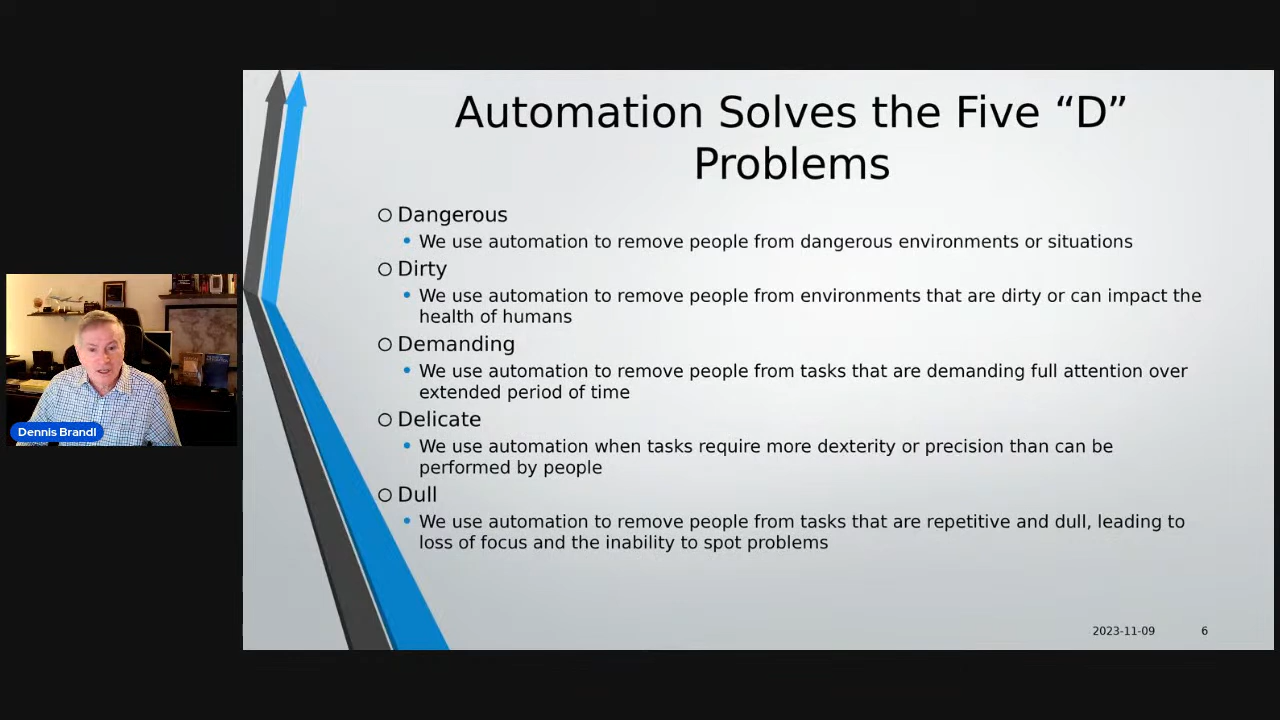 Automation Solves the Five “D”
Problems
Dangerous
We use automation to remove people from dangerous environments or situations
Dirty
We use automation to remove people from environments that are dirty or can impact the
health of humans
Demanding
We use automation to remove people from tasks that are demanding full attention over
extended period of time
Delicate
We use automation when tasks require more dexterity or precision than can be
performed by people
Dull
We use automation to remove people from tasks that are repetitive and dull, leading to
loss of focus and the inability to spot problems
2023-11-09 6
Dennis Brandl